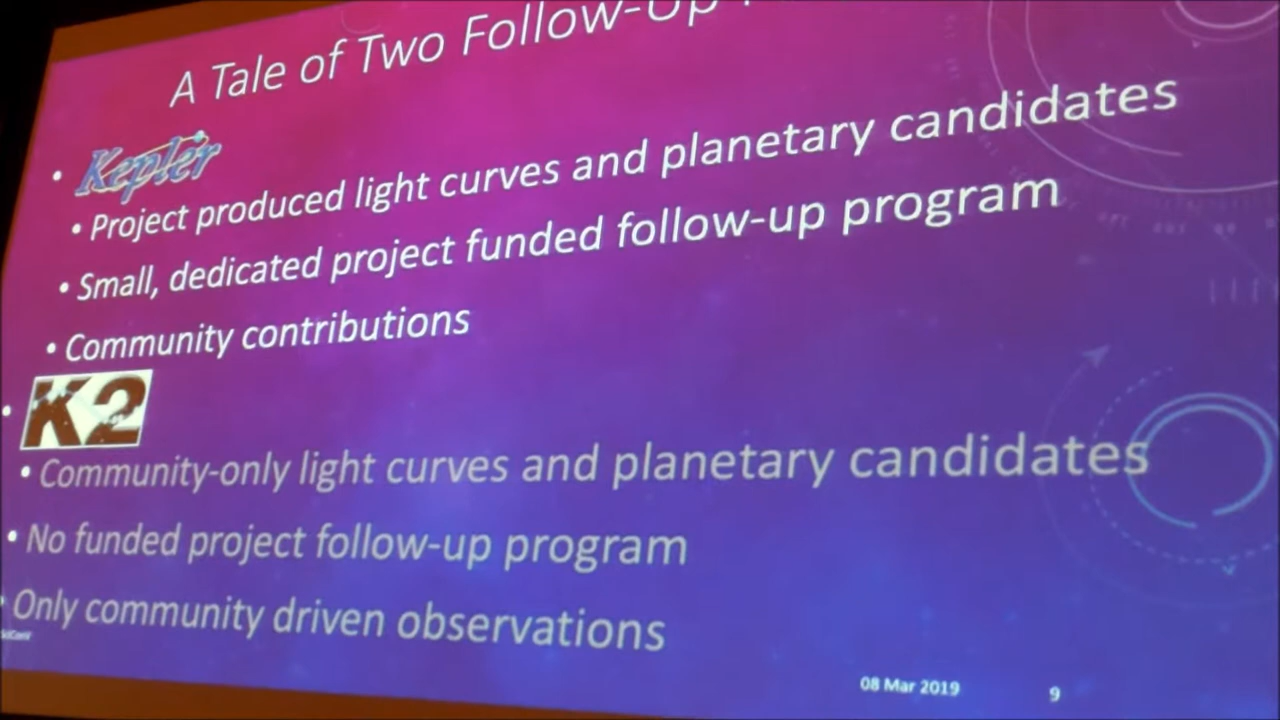 A Tale of Two Follow-Up
• Kepler
• Project produced light curves and planetary candidates
• Small, dedicated project funded follow-up program
• Community contributions
• K2
• Community-only light curves and planetary candidates
• No funded project follow-up program
• Only community driven observations
08 Mar 2019
9